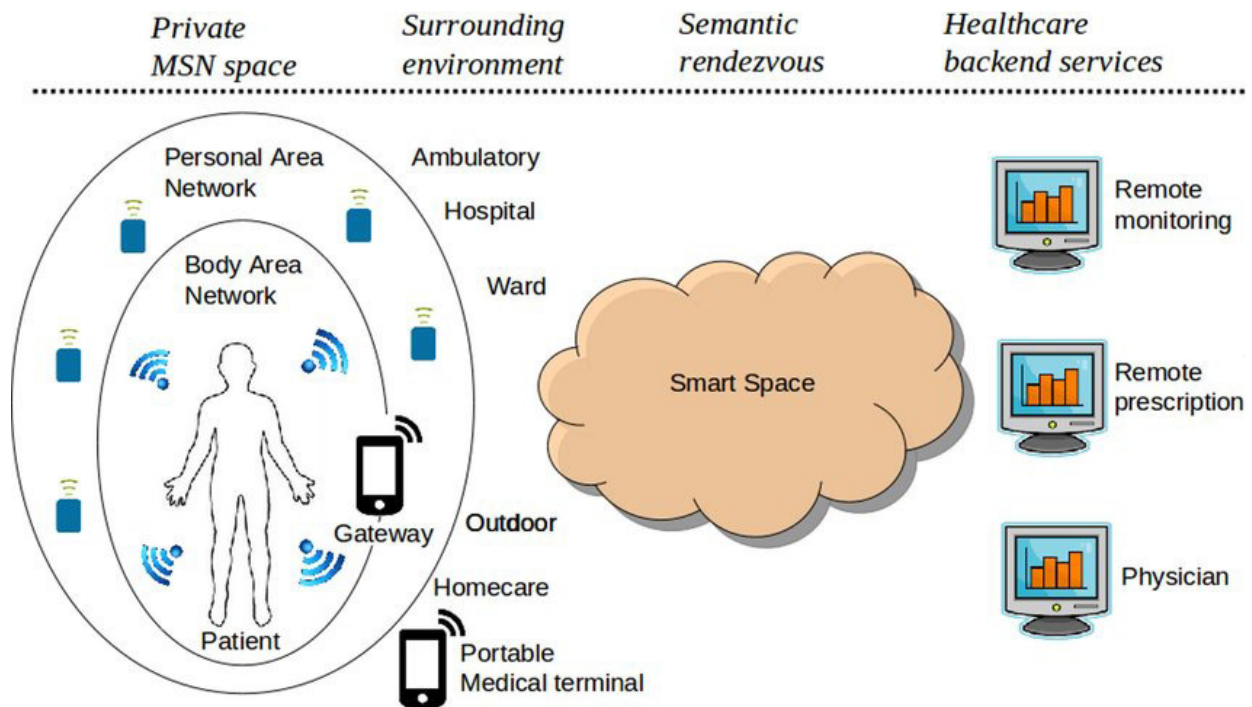 Private
MSN space
Surrounding
environment
Semantic
rendezvous
Healthcare
backend services
Personal Area
Network
Body Area
Network
Patient
Gateway
Ambulatory
Hospital
Ward
Outdoor
Homecare
Portable
Medical terminal
Smart Space
Remote
monitoring
Remote
prescription
Physician